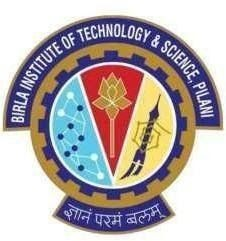 BIRLA INSTITUTE OF TECHNOLOGY & SCIENCE, PILANI
ज्ञानं परमं बलम्